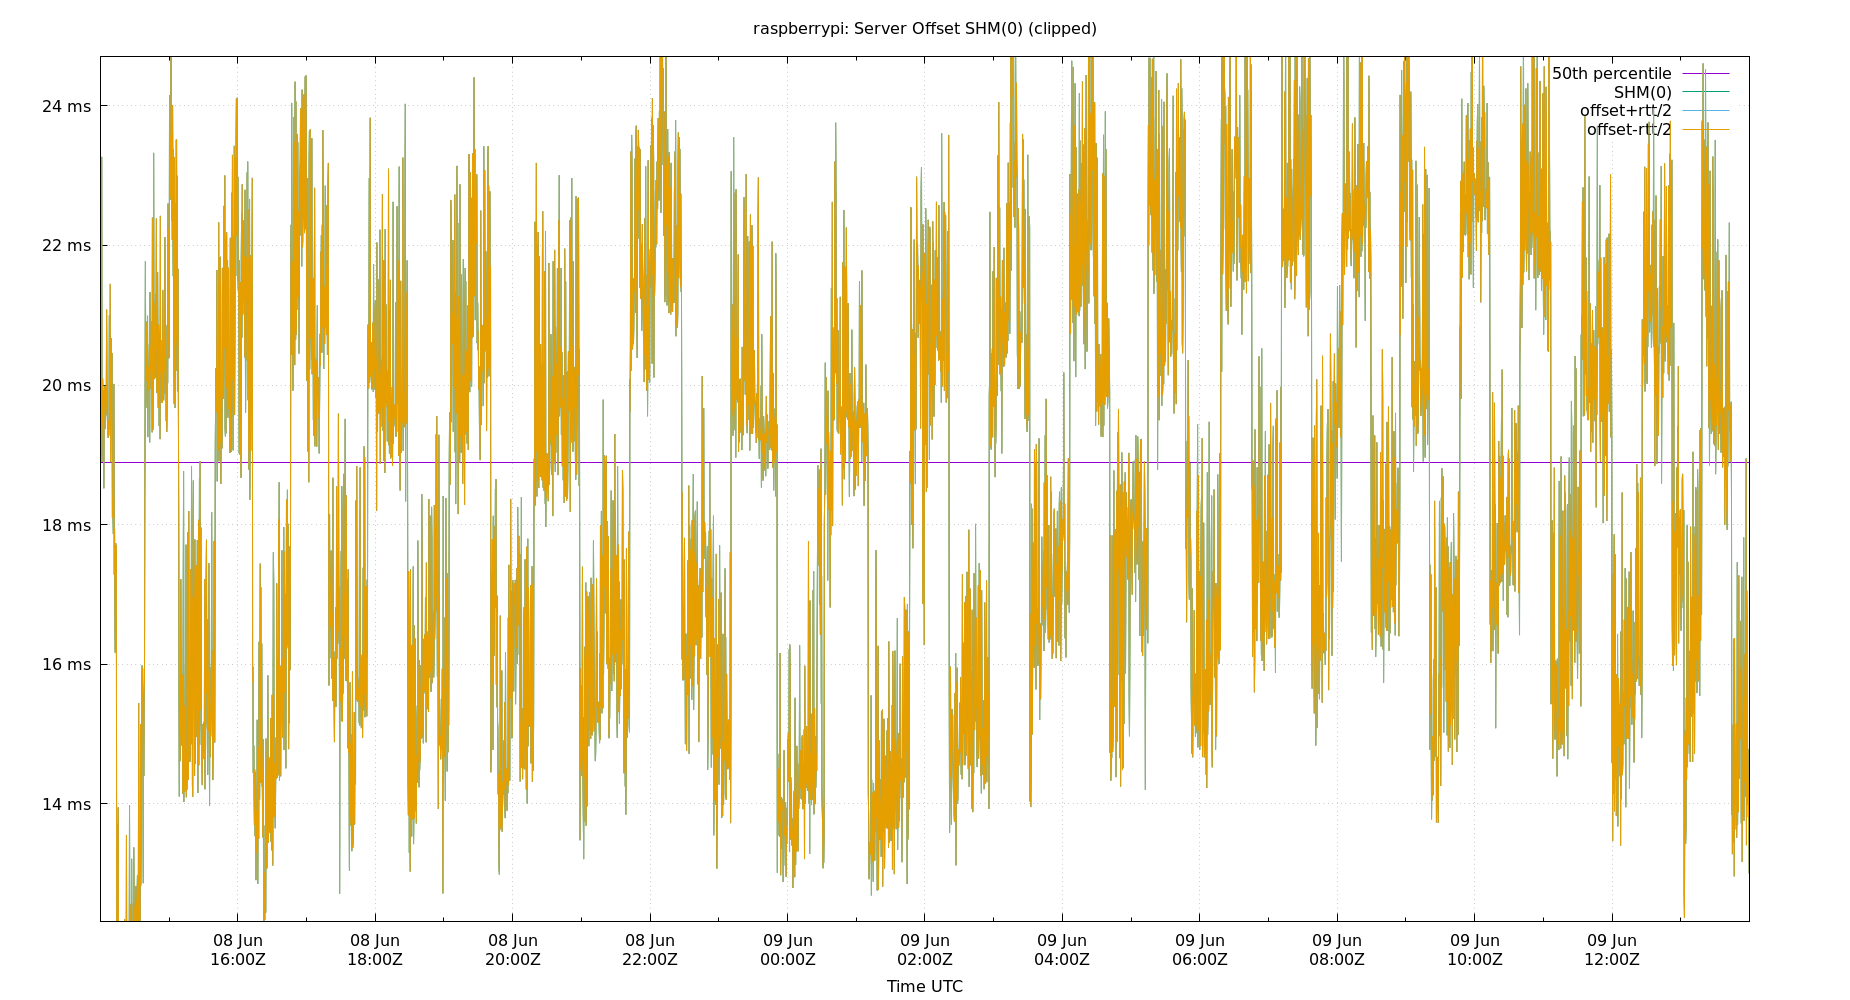 raspberrypi: Server Offset SHM(0) (clipped)
50th percentile
SHM(0)
offset+rtt/2
offset-rtt/2
24 ms
22 ms
20 ms
18 ms
16 ms
14 ms
08 Jun 08 Jun 08 Jun 08 Jun 09 Jun 09 Jun 09 Jun 09 Jun 09 Jun 09 Jun 09 Jun
16:00Z 18:00Z 20:00Z 22:00Z 00:00Z 02:00Z 04:00Z 06:00Z 08:00Z 10:00Z 12:00Z
Time UTC